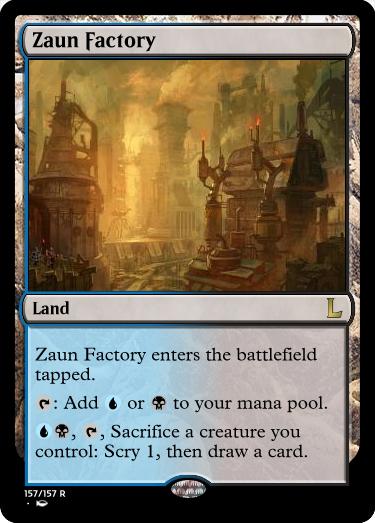 Zaun Factory
Land L
Zaun Factory enters the battlefield
tapped.
: Add or to your mana pool.
, , Sacrifice a creature you
control: Scry 1, then draw a card.
157/157 R